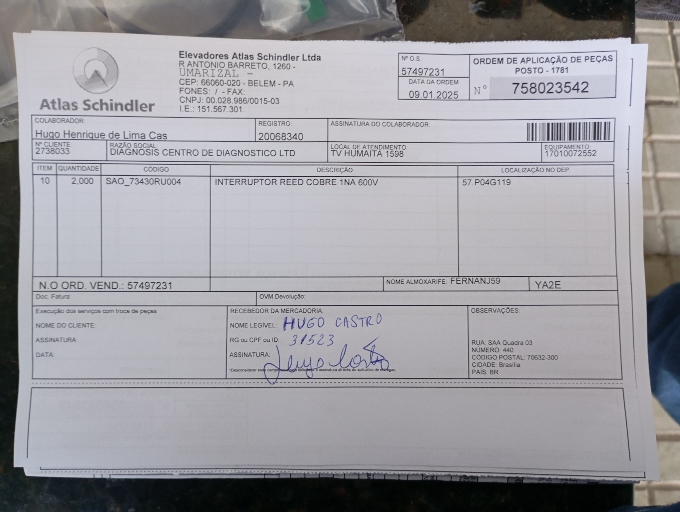 Atlas Schindler
Elevadores Atlas Schindler Ltda
R ANTONIO BARRETO, 1260 -
UMARIZAL -
CEP: 66060-020 - BELEM - PA
FONES: / - FAX:
CNPJ: 00.028.986/0015-03
I.E.: 151.567.301
Nº O.S.
57497231
DATA DA ORDEM
09.01.2025
ORDEM DE APLICAÇÃO DE PEÇAS
POSTO - 1781
Nº 758023542
COLABORADOR:
Hugo Henrique de Lima Cas
REGISTRO
20068340
ASSINATURA DO COLABORADOR:
Nº CLIENTE
2738033
RAZÃO SOCIAL
DIAGNOSIS CENTRO DE DIAGNOSTICO LTD
LOCAL DE ATENDIMENTO
TV HUMAITA 1598
EQUIPAMENTO
17010072552
ITEM QUANTIDADE CÓDIGO DESCRIÇÃO LOCALIZAÇÃO NO DEP.
10 2,000 SAO_73430RU004 INTERRUPTOR REED COBRE 1NA 600V 57 P04G119
N.O ORD. VEND.: 57497231
NOME ALMOXARIFE: FERNANJ59
YA2E
Doc. Fatura
OVM Devolução:
Execução dos serviços com troca de peças
NOME DO CLIENTE:
ASSINATURA
DATA:
RECEBEDOR DA MERCADORIA:
NOME LEGÍVEL: HUGO CASTRO
RG ou CPF ou ID: 31523
ASSINATURA:
OBSERVAÇÕES:
RUA: SAA Quadra 03
NÚMERO: 440
CÓDIGO POSTAL: 70632-300
CIDADE: Brasília
PAÍS: BR